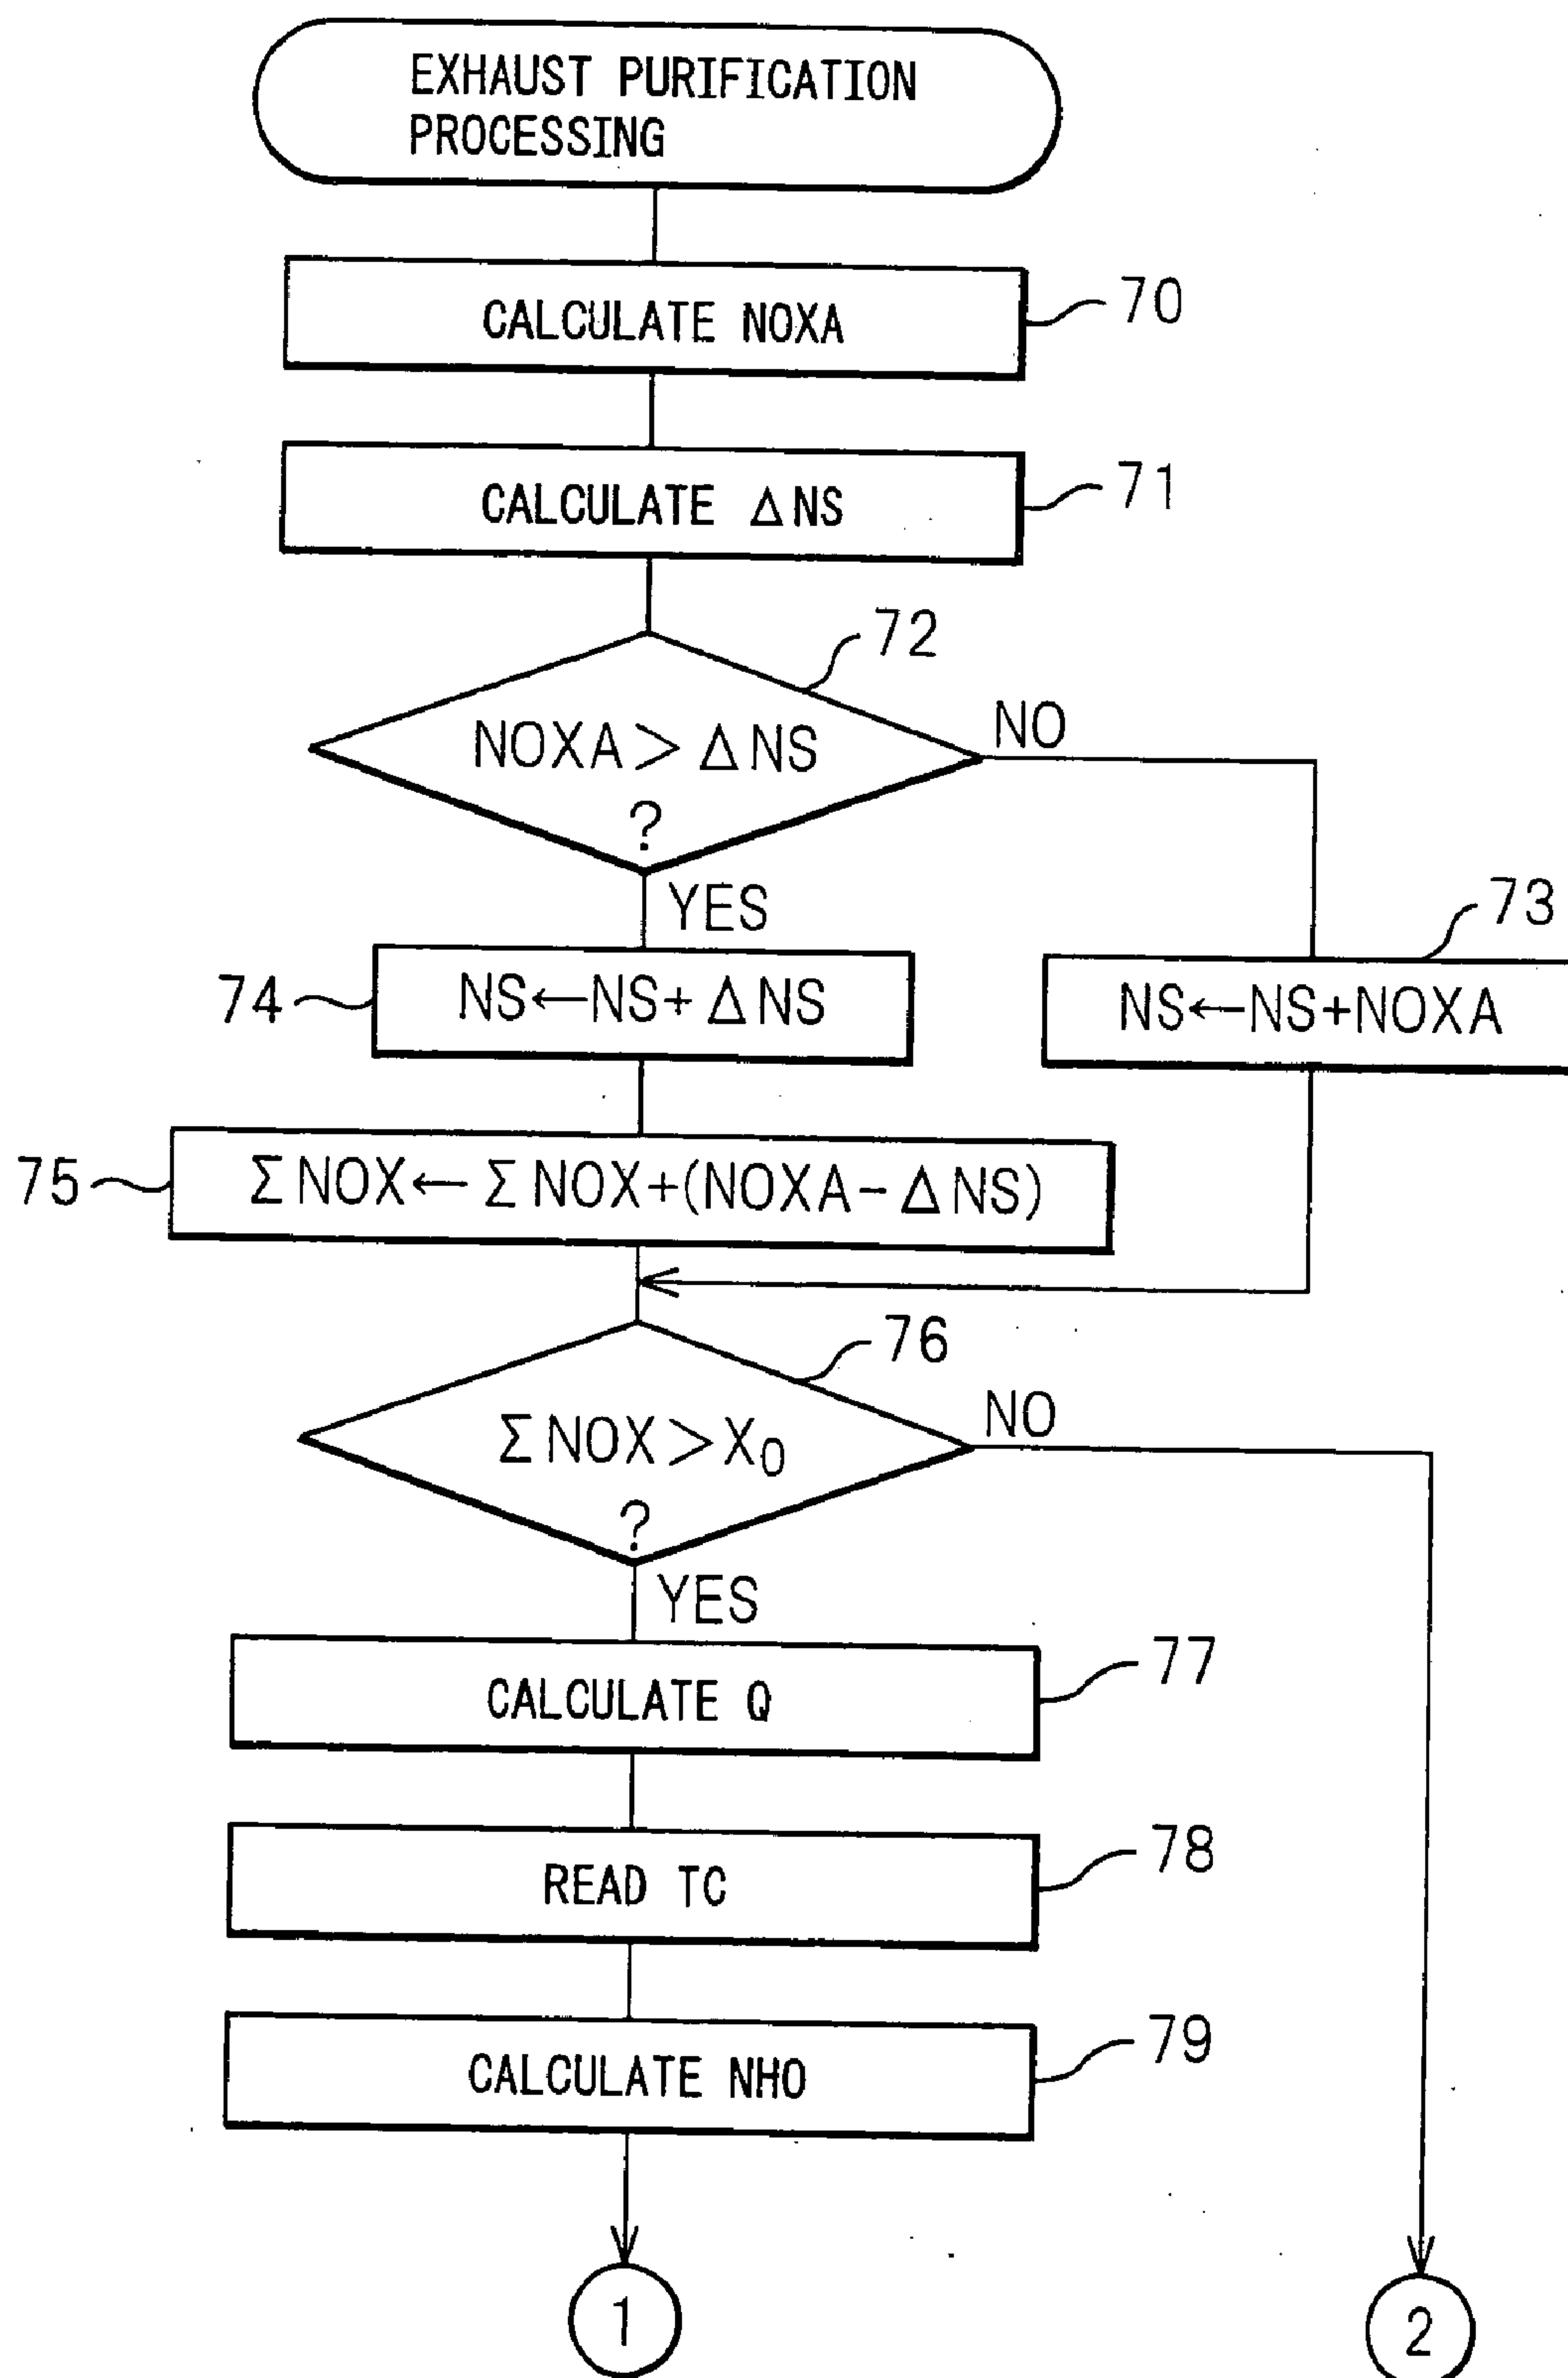 EXHAUST PURIFICATION
PROCESSING
CALCULATE NOXA
70
CALCULATE ΔNS
71
72
NOXA > ΔNS
?
NO
YES
73
74
NS←NS+ΔNS
NS←NS+NOXA
75
ΣNOX←ΣNOX+(NOXA-ΔNS)
76
ΣNOX>X₀
?
NO
YES
77
CALCULATE Q
78
READ TC
79
CALCULATE NHO
1
2